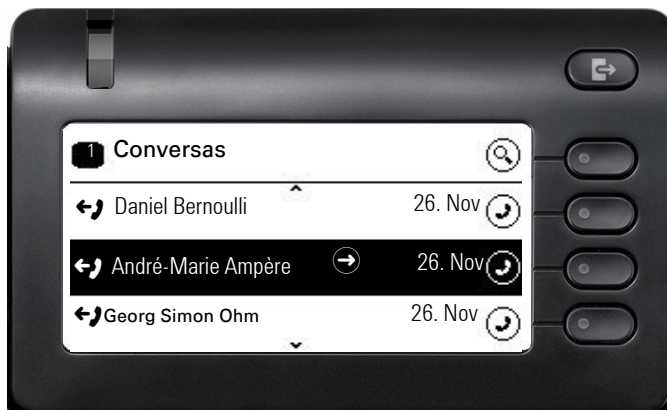 1 Conversas
Daniel Bernoulli 26. Nov
André-Marie Ampère 26. Nov
Georg Simon Ohm 26. Nov